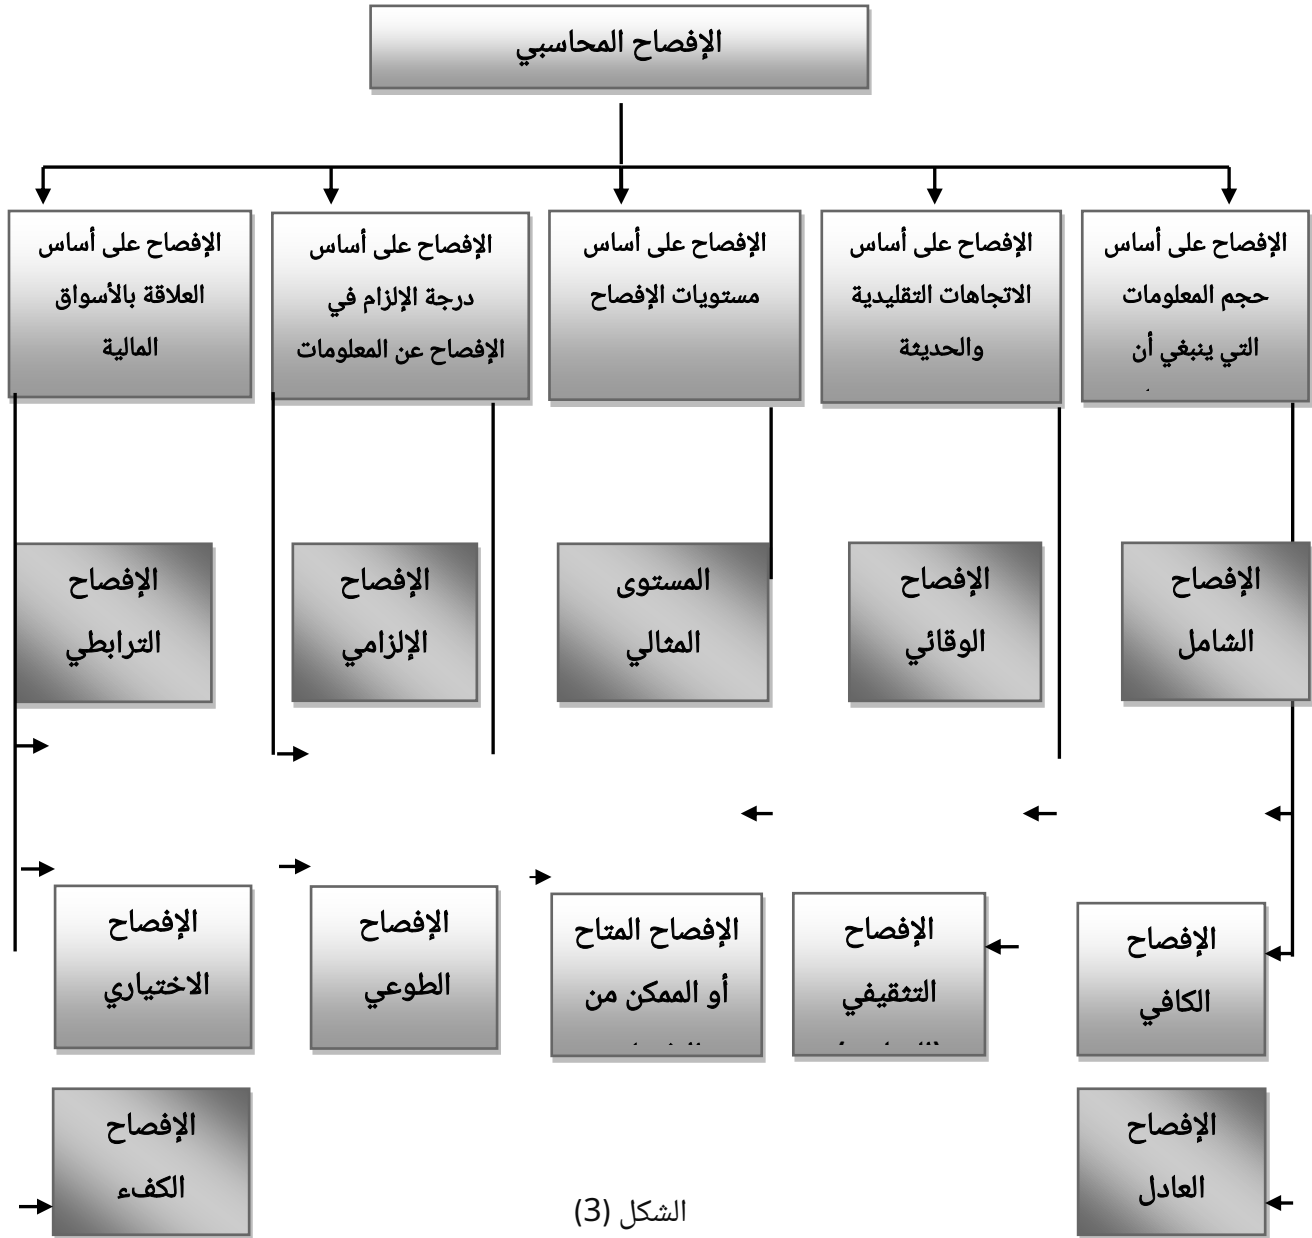 الإفصاح المحاسبي
الإفصاح على أساس
حجم المعلومات
التي ينبغي أن
الإفصاح على أساس
الاتجاهات التقليدية
والحديثة
الإفصاح على أساس
مستويات الإفصاح
الإفصاح على أساس
درجة الإلزام في
الإفصاح عن المعلومات
الإفصاح على أساس
العلاقة بالأسواق
المالية
الإفصاح
الشامل
الإفصاح
الوقائي
المستوى
المثالي
الإفصاح
الإلزامي
الإفصاح
الترابطي
الإفصاح
الكافي
الإفصاح
التثقيفي
الإفصاح المتاح
أو الممكن من
الإفصاح
الطوعي
الإفصاح
الاختياري
الإفصاح
العادل
الإفصاح
الكفء
الشكل (3)